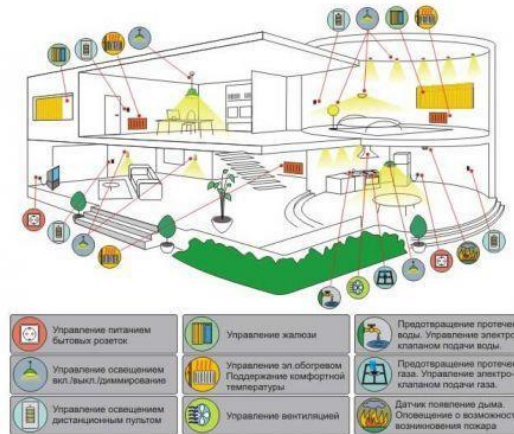 Управление питанием
бытовых розеток
Управление жалюзи
Предотвращение протечек
воды. Управление электро-
клапаном подачи воды.
Управление освещением
вкл./выкл./диммирование
Управление эл.обогревом
Поддержание комфортной
температуры
Предотвращение протечек
газа. Управление электро-
клапаном подачи газа.
Управление освещением
дистанционным пультом
Управление вентиляцией
Датчик появление дыма.
Оповещение о возможности
возникновения пожара